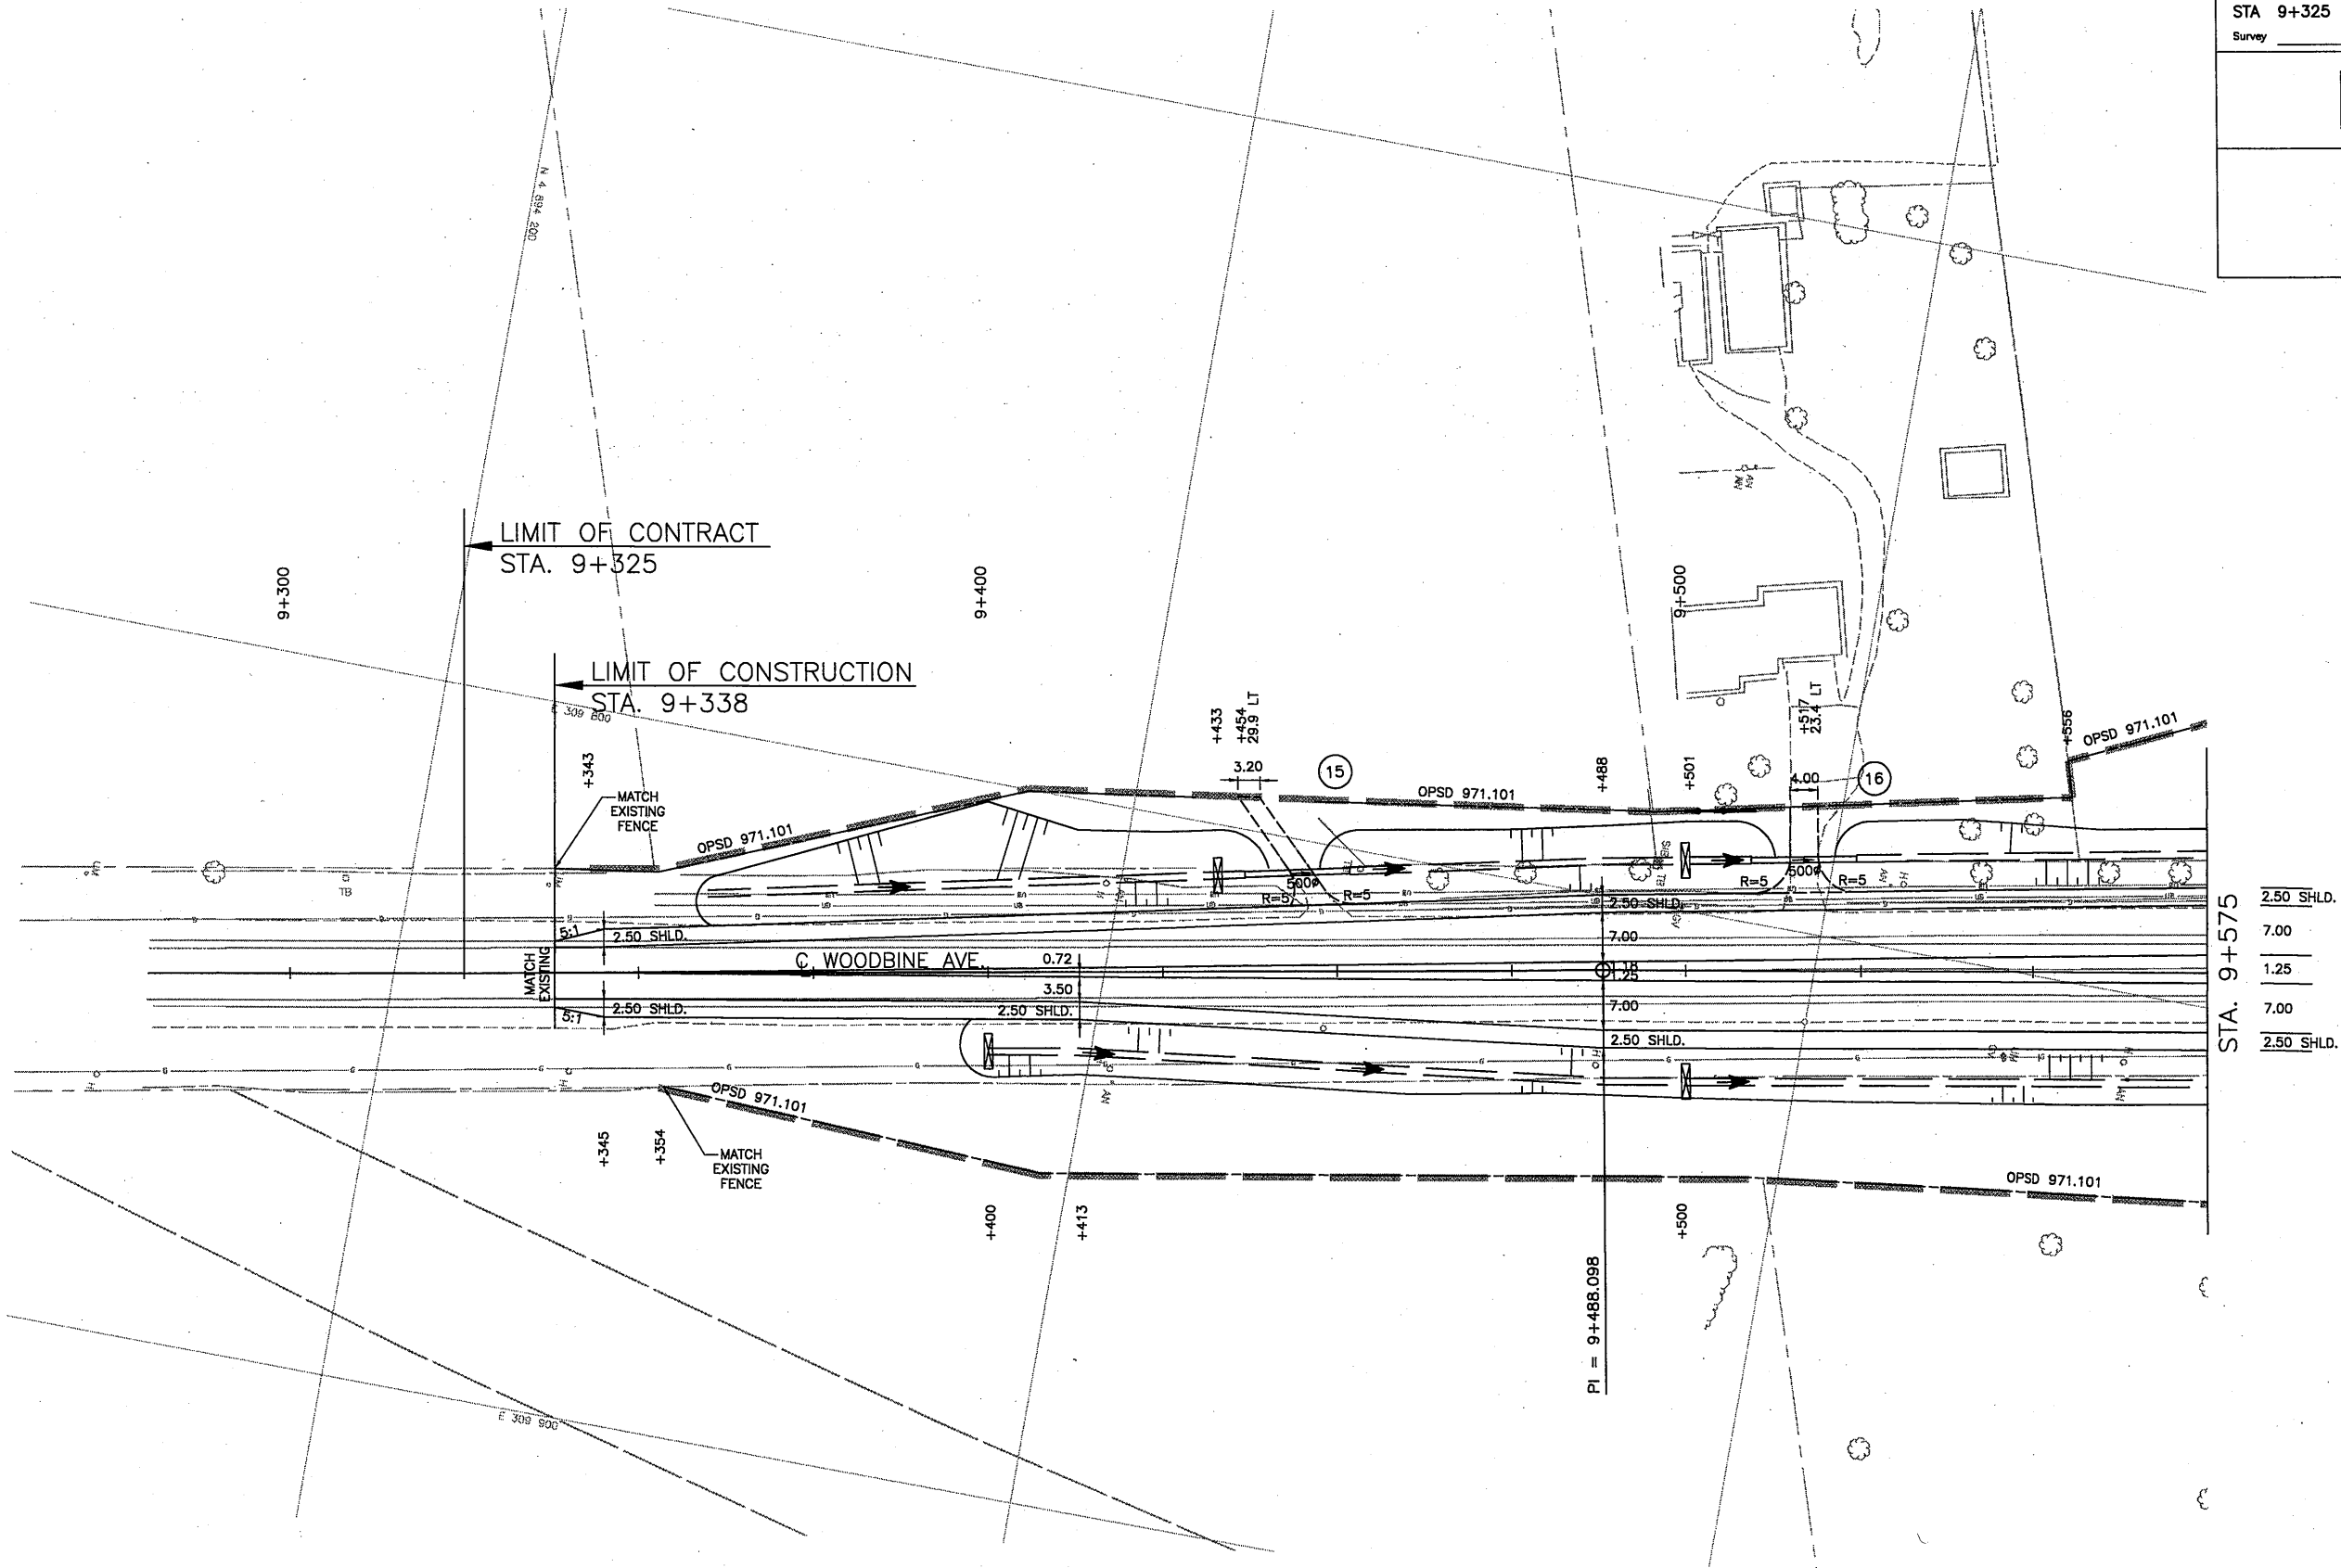 STA 9+325
Survey
N 4 894 200
LIMIT OF CONTRACT
STA. 9+325
9+300
9+400
9+500
LIMIT OF CONSTRUCTION
STA. 9+338
E 309 800
+343
MATCH
EXISTING
FENCE
OPSD 971.101
+433
+454
29.9 LT
3.20
15
OPSD 971.101
+488
+501
+517
23.4 LT
4.00
16
+556
OPSD 971.101
500ø
R=5
R=5
R=5
500ø
R=5
5:1
2.50 SHLD.
2.50 SHLD.
7.00
MATCH
EXISTING
WOODBINE AVE.
0.72
3.50
1.18
1.25
7.00
5:1
2.50 SHLD.
2.50 SHLD.
2.50 SHLD.
STA. 9+575
2.50 SHLD.
7.00
1.25
7.00
2.50 SHLD.
OPSD 971.101
+345
+354
MATCH
EXISTING
FENCE
+400
+413
+500
OPSD 971.101
PI = 9+488.098
E 309 900